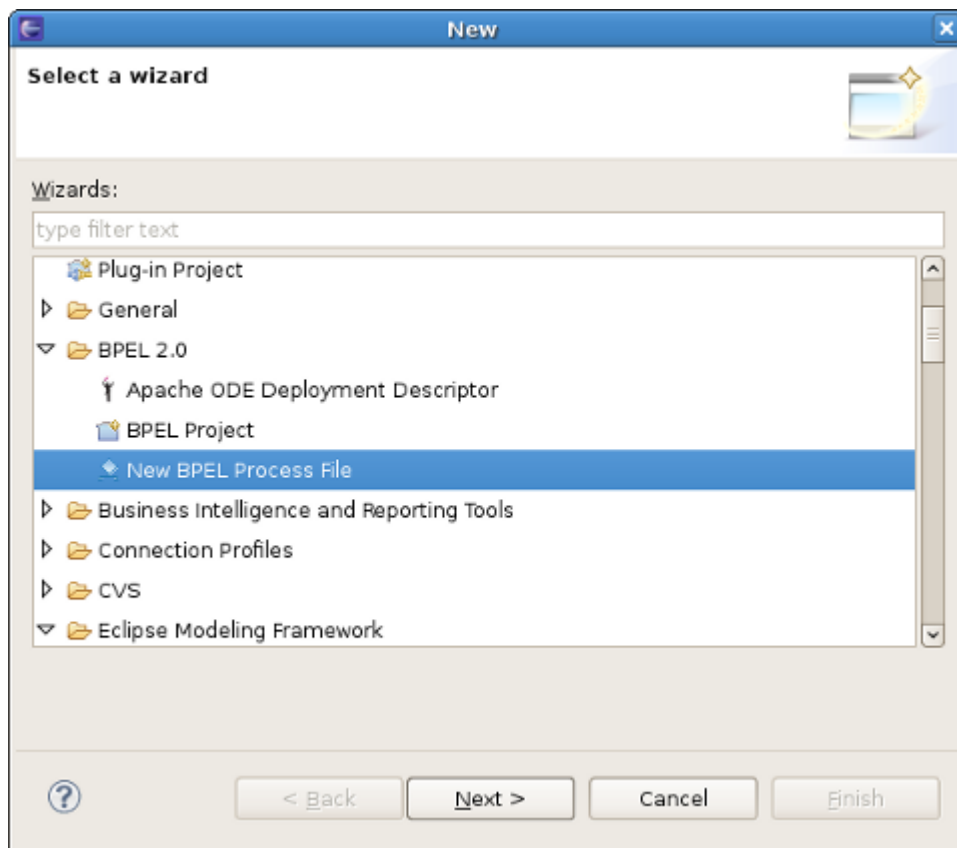 New
Select a wizard
Wizards:
type filter text
Plug-in Project
General
BPEL 2.0
Apache ODE Deployment Descriptor
BPEL Project
New BPEL Process File
Business Intelligence and Reporting Tools
Connection Profiles
CVS
Eclipse Modeling Framework
< Back Next > Cancel Finish